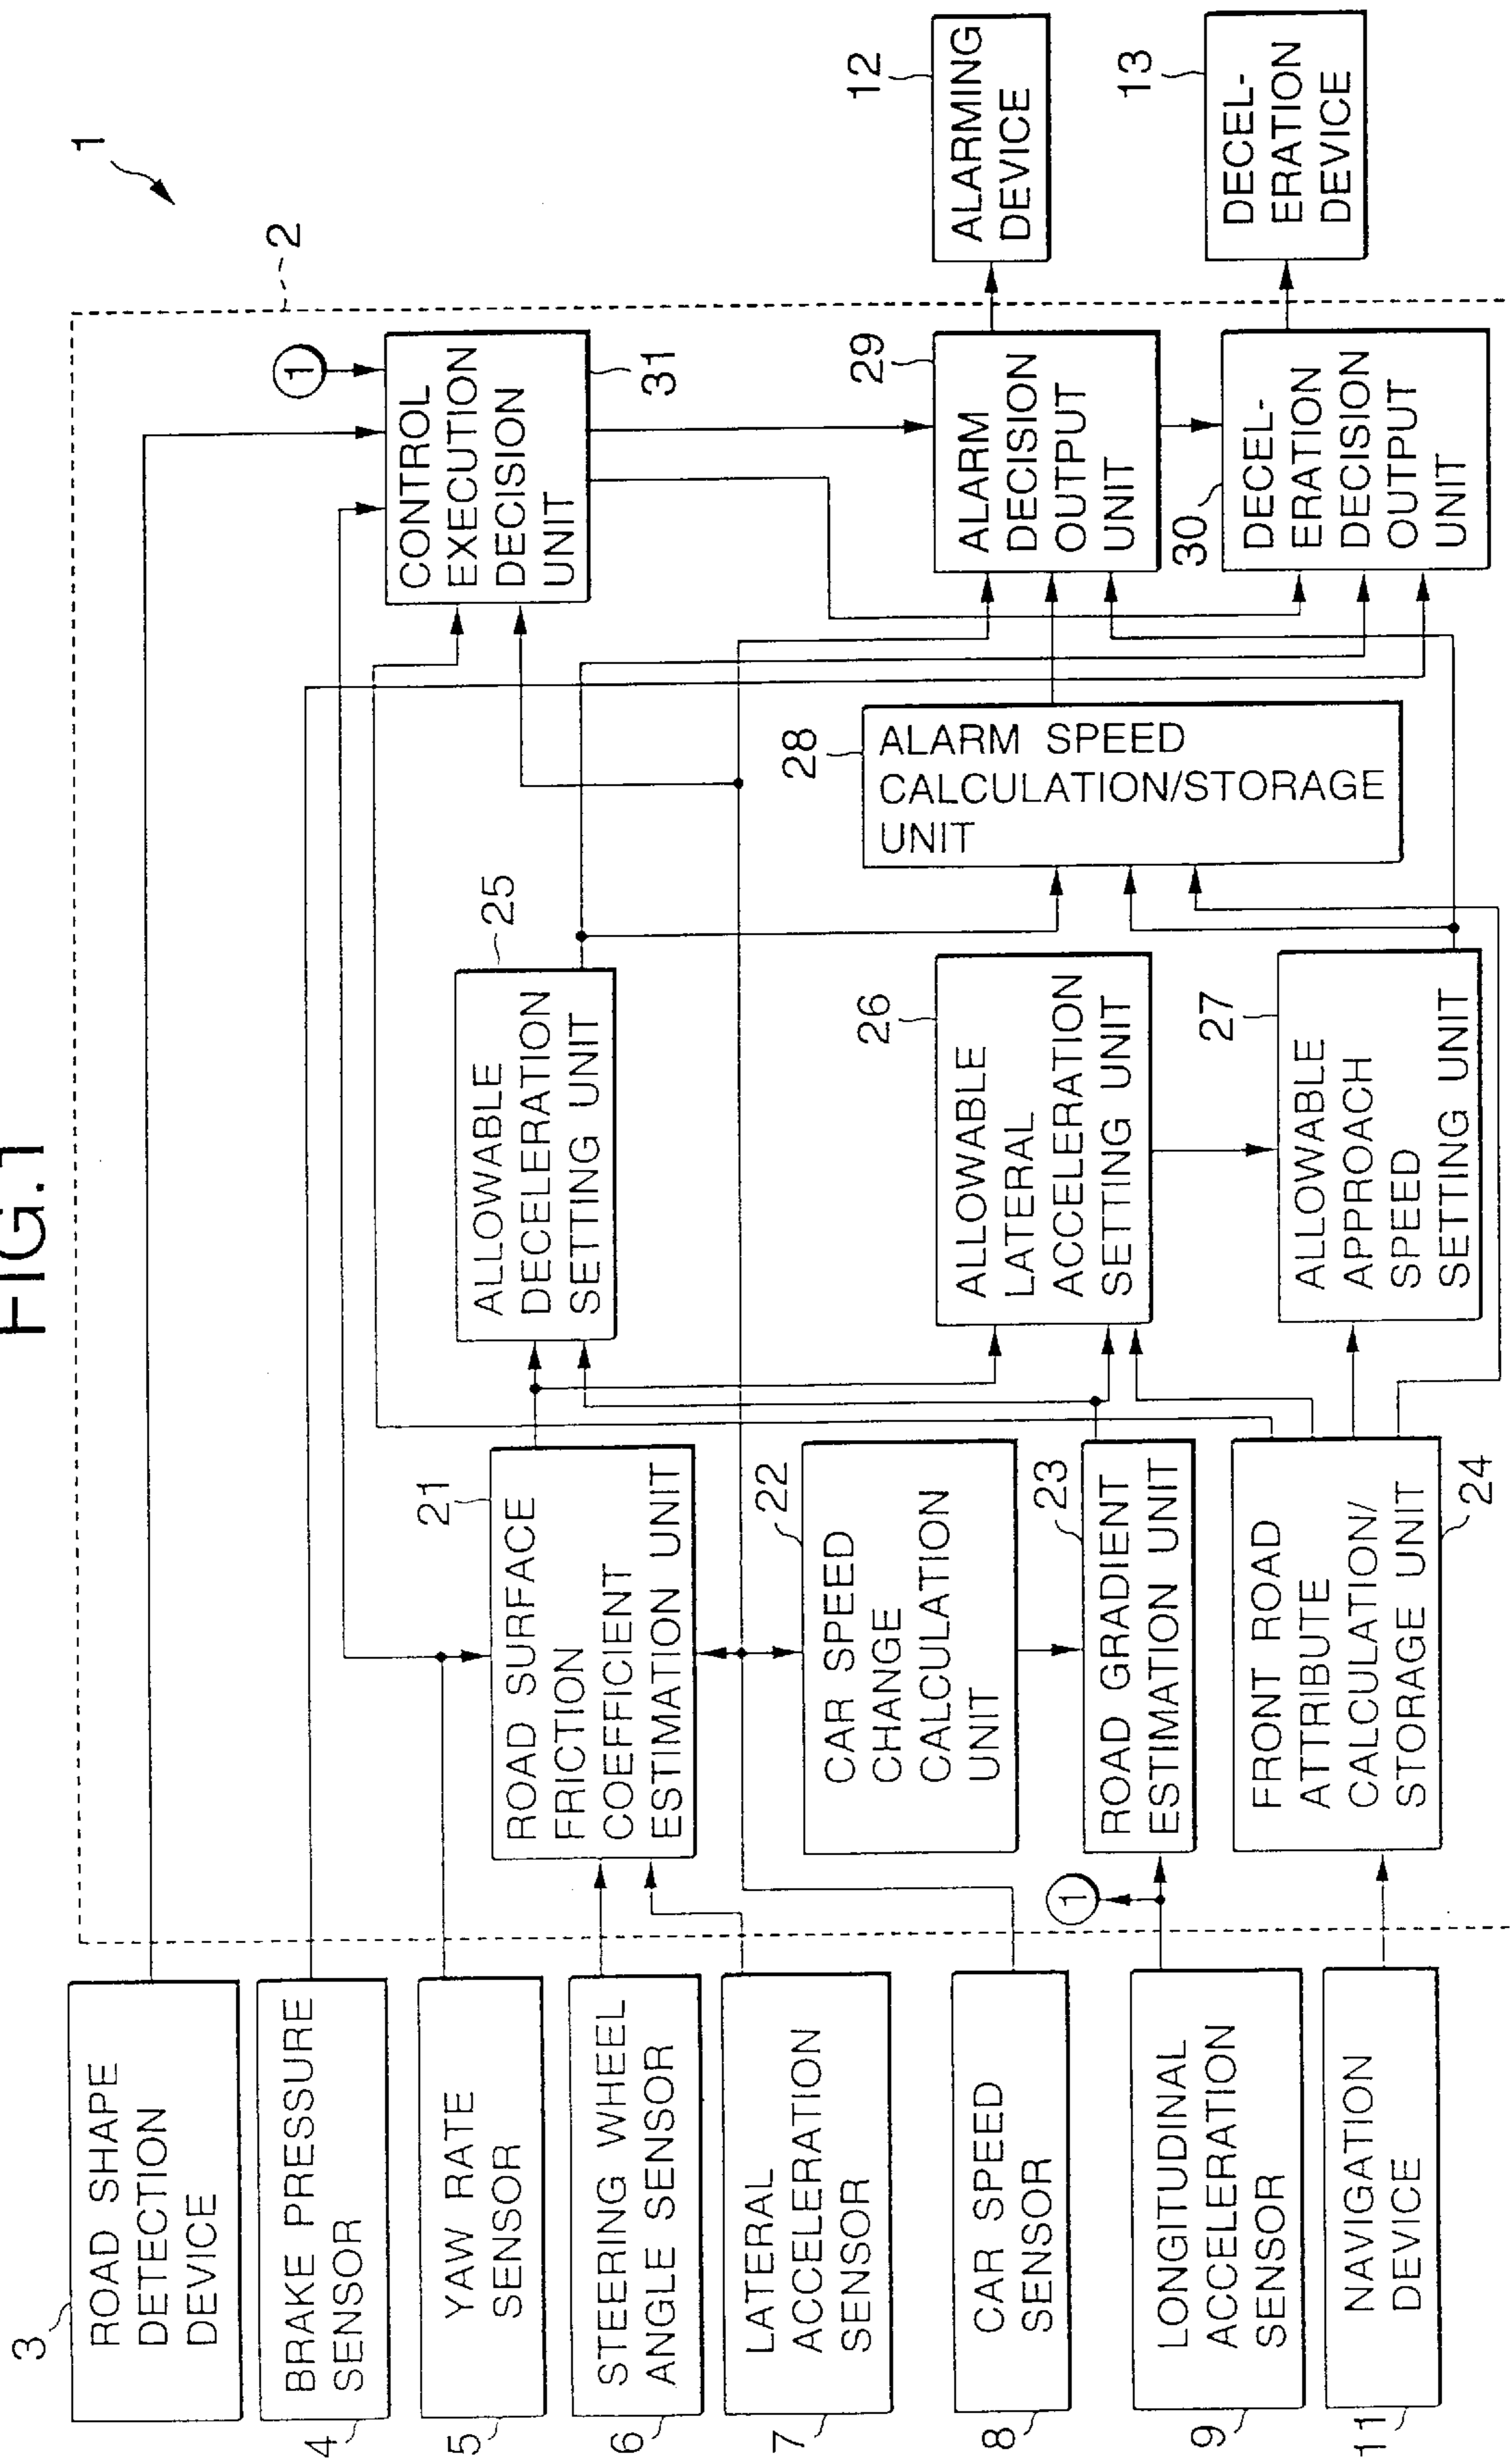 FIG.1
1
2
3
ROAD SHAPE
DETECTION
DEVICE
4
BRAKE PRESSURE
SENSOR
5
YAW RATE
SENSOR
6
STEERING WHEEL
ANGLE SENSOR
7
LATERAL
ACCELERATION
SENSOR
8
CAR SPEED
SENSOR
9
LONGITUDINAL
ACCELERATION
SENSOR
11
NAVIGATION
DEVICE
21
ROAD SURFACE
FRICTION
COEFFICIENT
ESTIMATION UNIT
22
CAR SPEED
CHANGE
CALCULATION
UNIT
1
23
ROAD GRADIENT
ESTIMATION UNIT
FRONT ROAD
ATTRIBUTE
CALCULATION/
STORAGE UNIT
24
25
ALLOWABLE
DECELERATION
SETTING UNIT
26
ALLOWABLE
LATERAL
ACCELERATION
SETTING UNIT
27
ALLOWABLE
APPROACH
SPEED
SETTING UNIT
28
ALARM SPEED
CALCULATION/STORAGE
UNIT
1
CONTROL
EXECUTION
DECISION
UNIT
31
29
ALARM
DECISION
OUTPUT
UNIT
30
DECEL-
ERATION
DECISION
OUTPUT
UNIT
12
ALARMING
DEVICE
13
DECEL-
ERATION
DEVICE